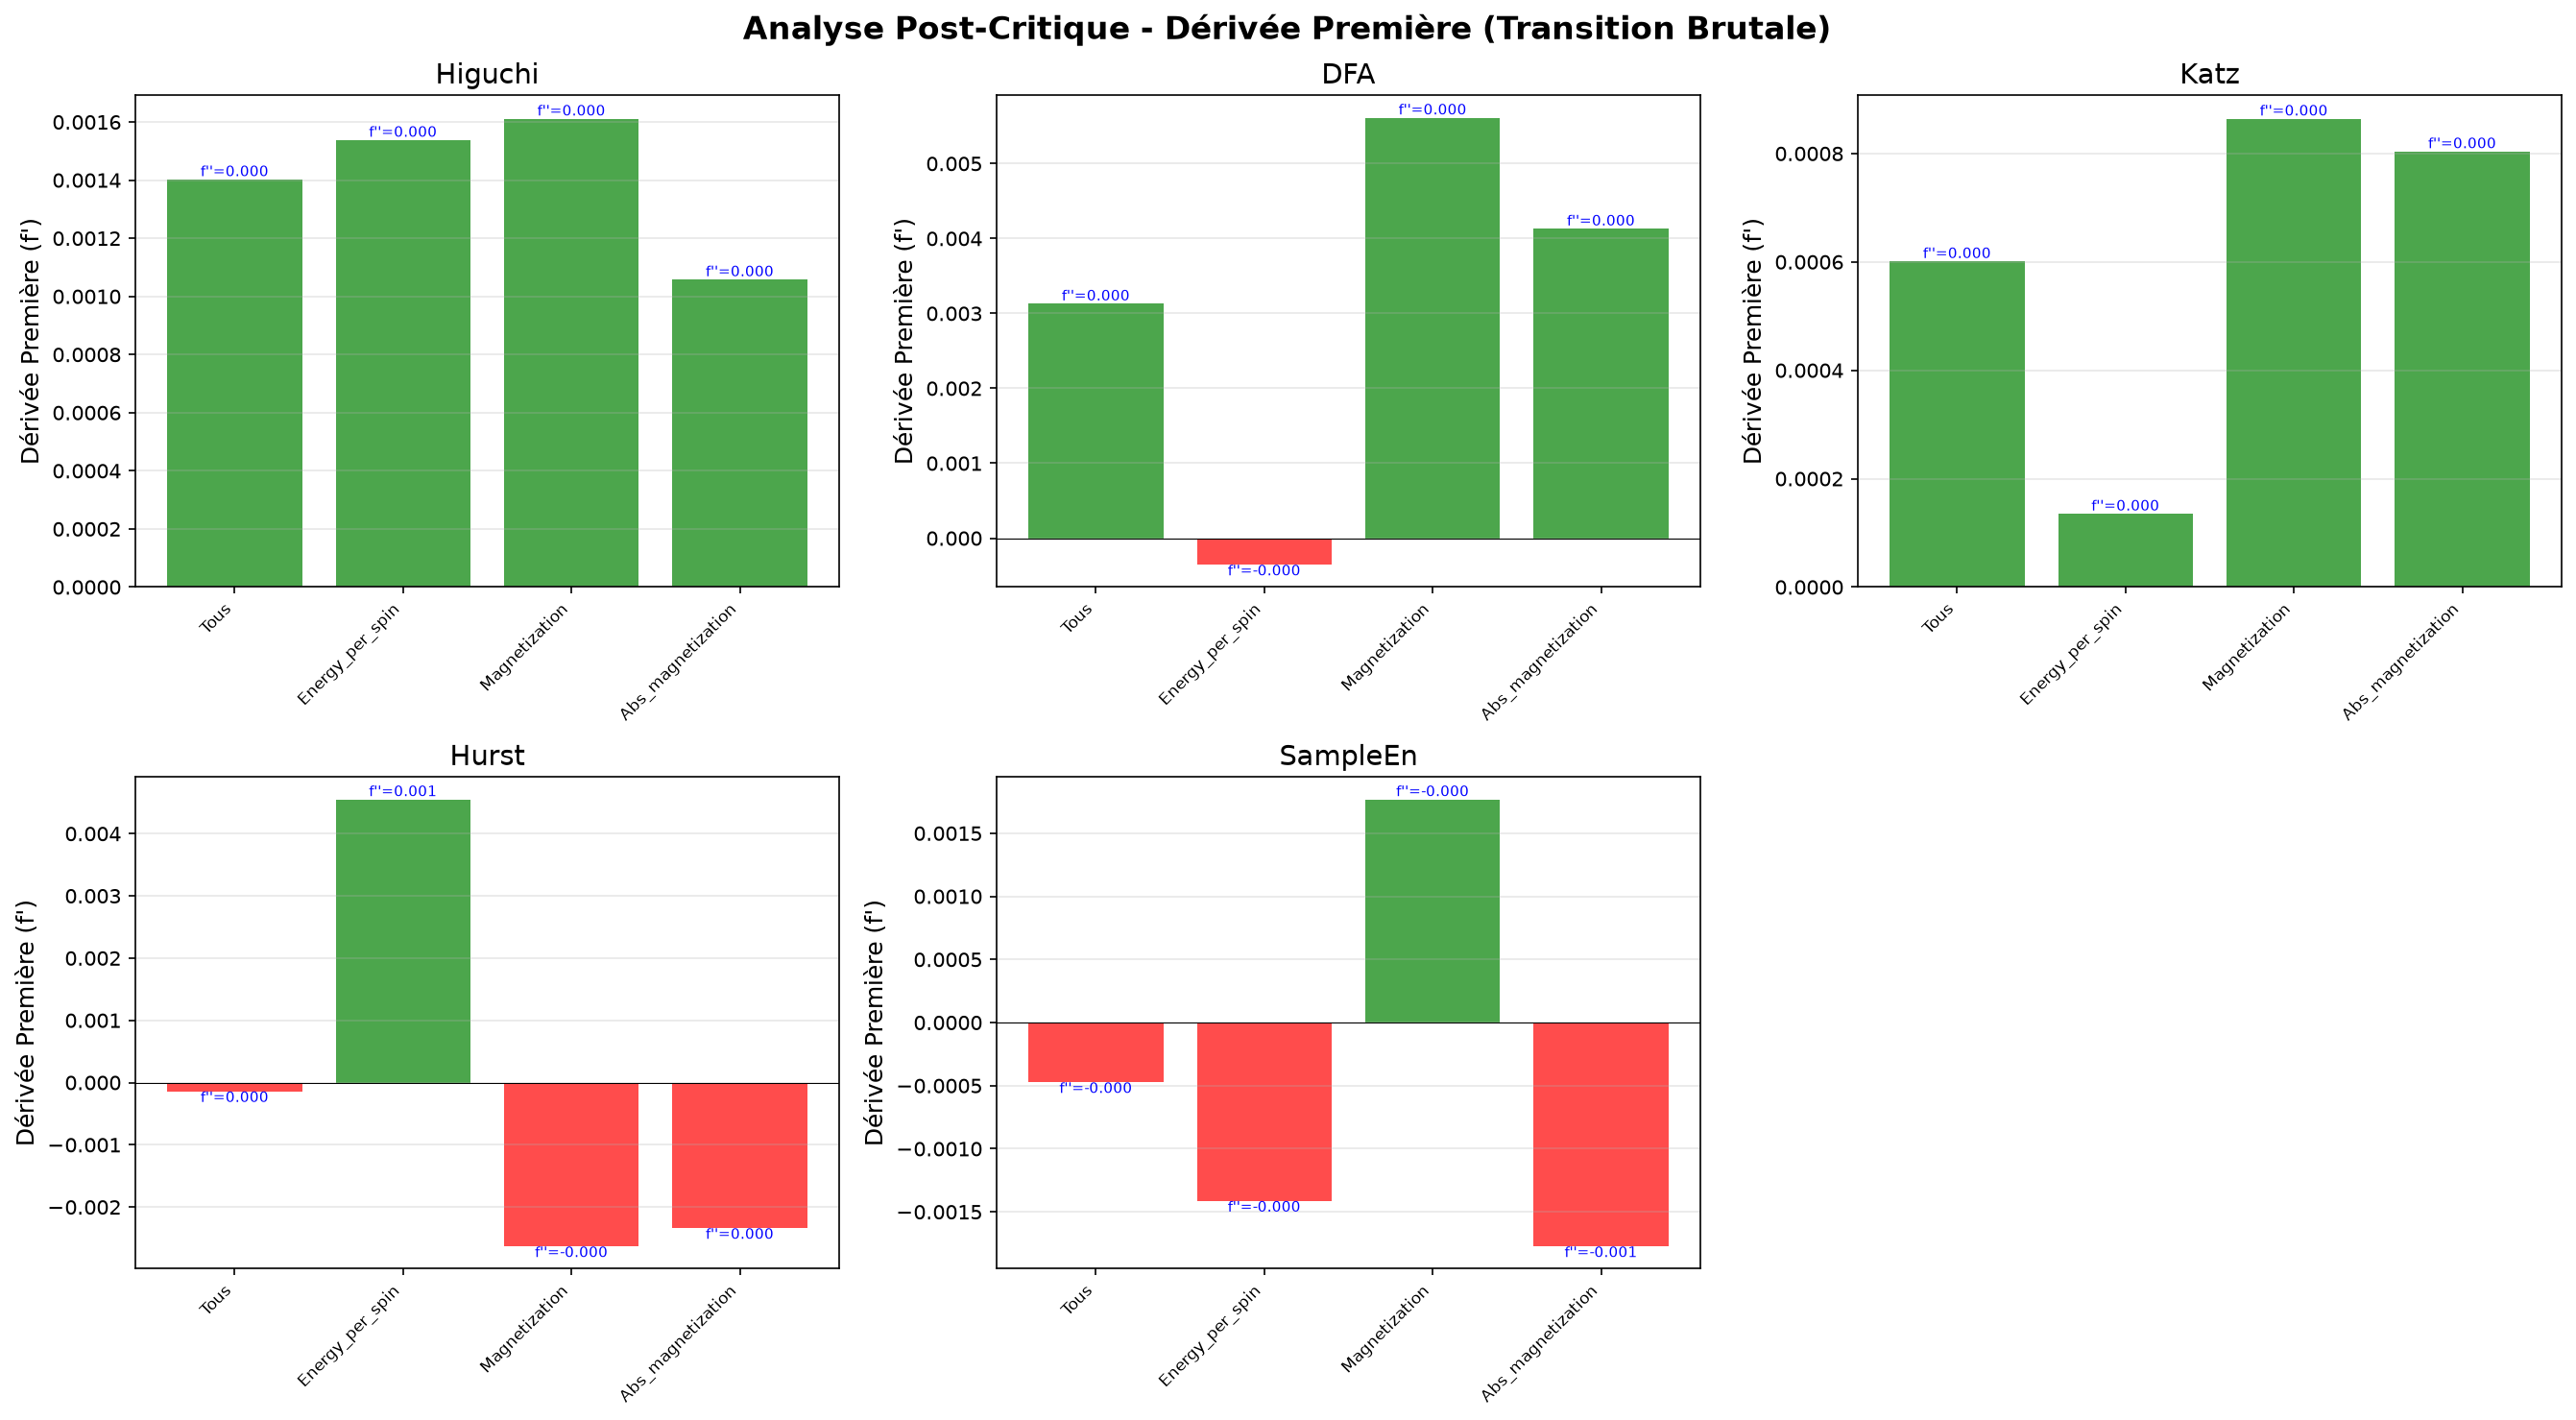 Analyse Post-Critique - Dérivée Première (Transition Brutale)
Higuchi
Dérivée Première (f')
0.0016
0.0014
0.0012
0.0010
0.0008
0.0006
0.0004
0.0002
0.0000
f''=0.000
f''=0.000
f''=0.000
f''=0.000
Tous
Energy_per_spin
Magnetization
Abs_magnetization
DFA
Dérivée Première (f')
0.005
0.004
0.003
0.002
0.001
0.000
f''=0.000
f''=-0.000
f''=0.000
f''=0.000
Tous
Energy_per_spin
Magnetization
Abs_magnetization
Katz
Dérivée Première (f')
0.0008
0.0006
0.0004
0.0002
0.0000
f''=0.000
f''=0.000
f''=0.000
f''=0.000
Tous
Energy_per_spin
Magnetization
Abs_magnetization
Hurst
Dérivée Première (f')
0.004
0.003
0.002
0.001
0.000
−0.001
−0.002
f''=0.000
f''=0.001
f''=-0.000
f''=0.000
Tous
Energy_per_spin
Magnetization
Abs_magnetization
SampleEn
Dérivée Première (f')
0.0015
0.0010
0.0005
0.0000
−0.0005
−0.0010
−0.0015
f''=-0.000
f''=-0.000
f''=-0.000
f''=-0.001
Tous
Energy_per_spin
Magnetization
Abs_magnetization